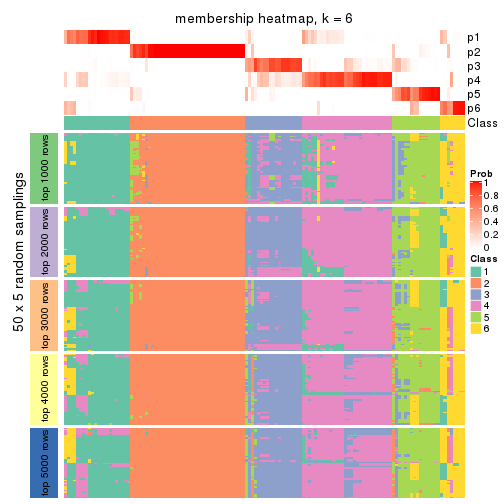 membership heatmap, k = 6
p1
p2
p3
p4
p5
p6
Class
50 x 5 random samplings
top 1000 rows
top 2000 rows
top 3000 rows
top 4000 rows
top 5000 rows
Prob
1
0.8
0.6
0.4
0.2
0
Class
1
2
3
4
5
6